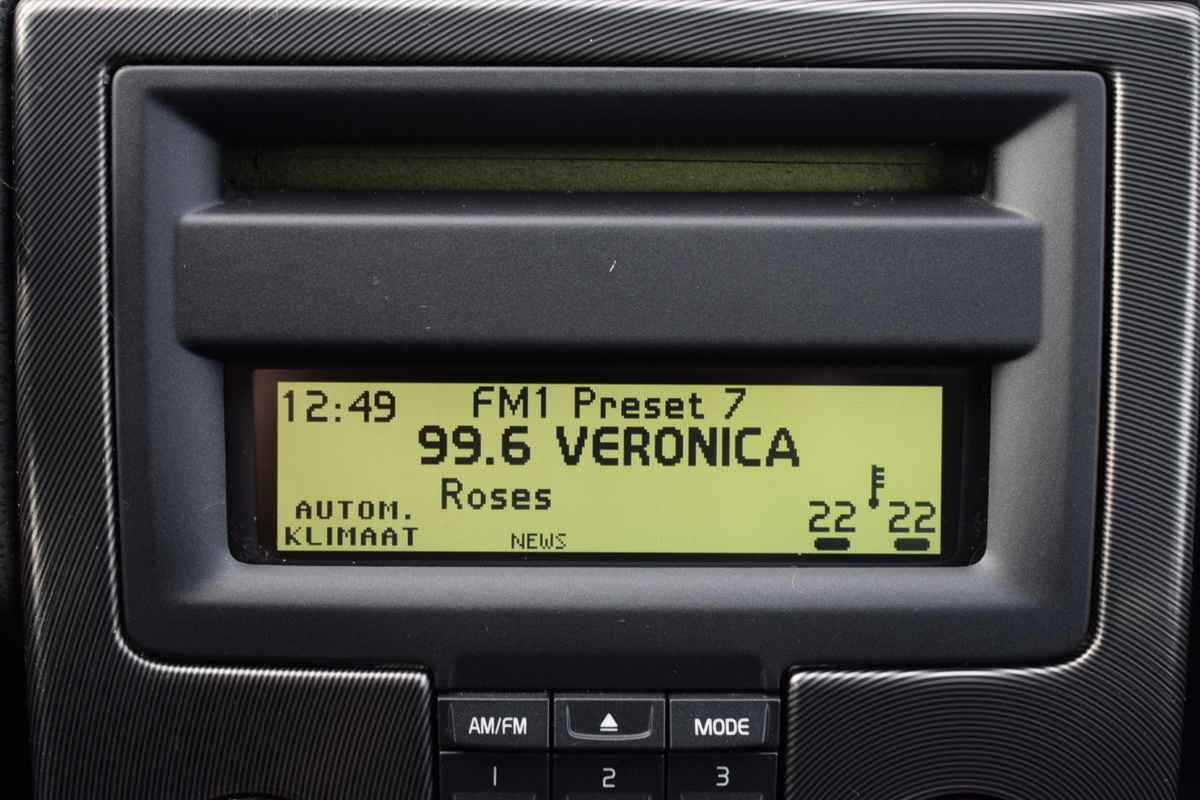 12:49 FM1 Preset 7
99.6 VERONICA
Roses
AUTOM.
KLIMAAT
NEWS
22 22
AM/FM MODE
1 2 3